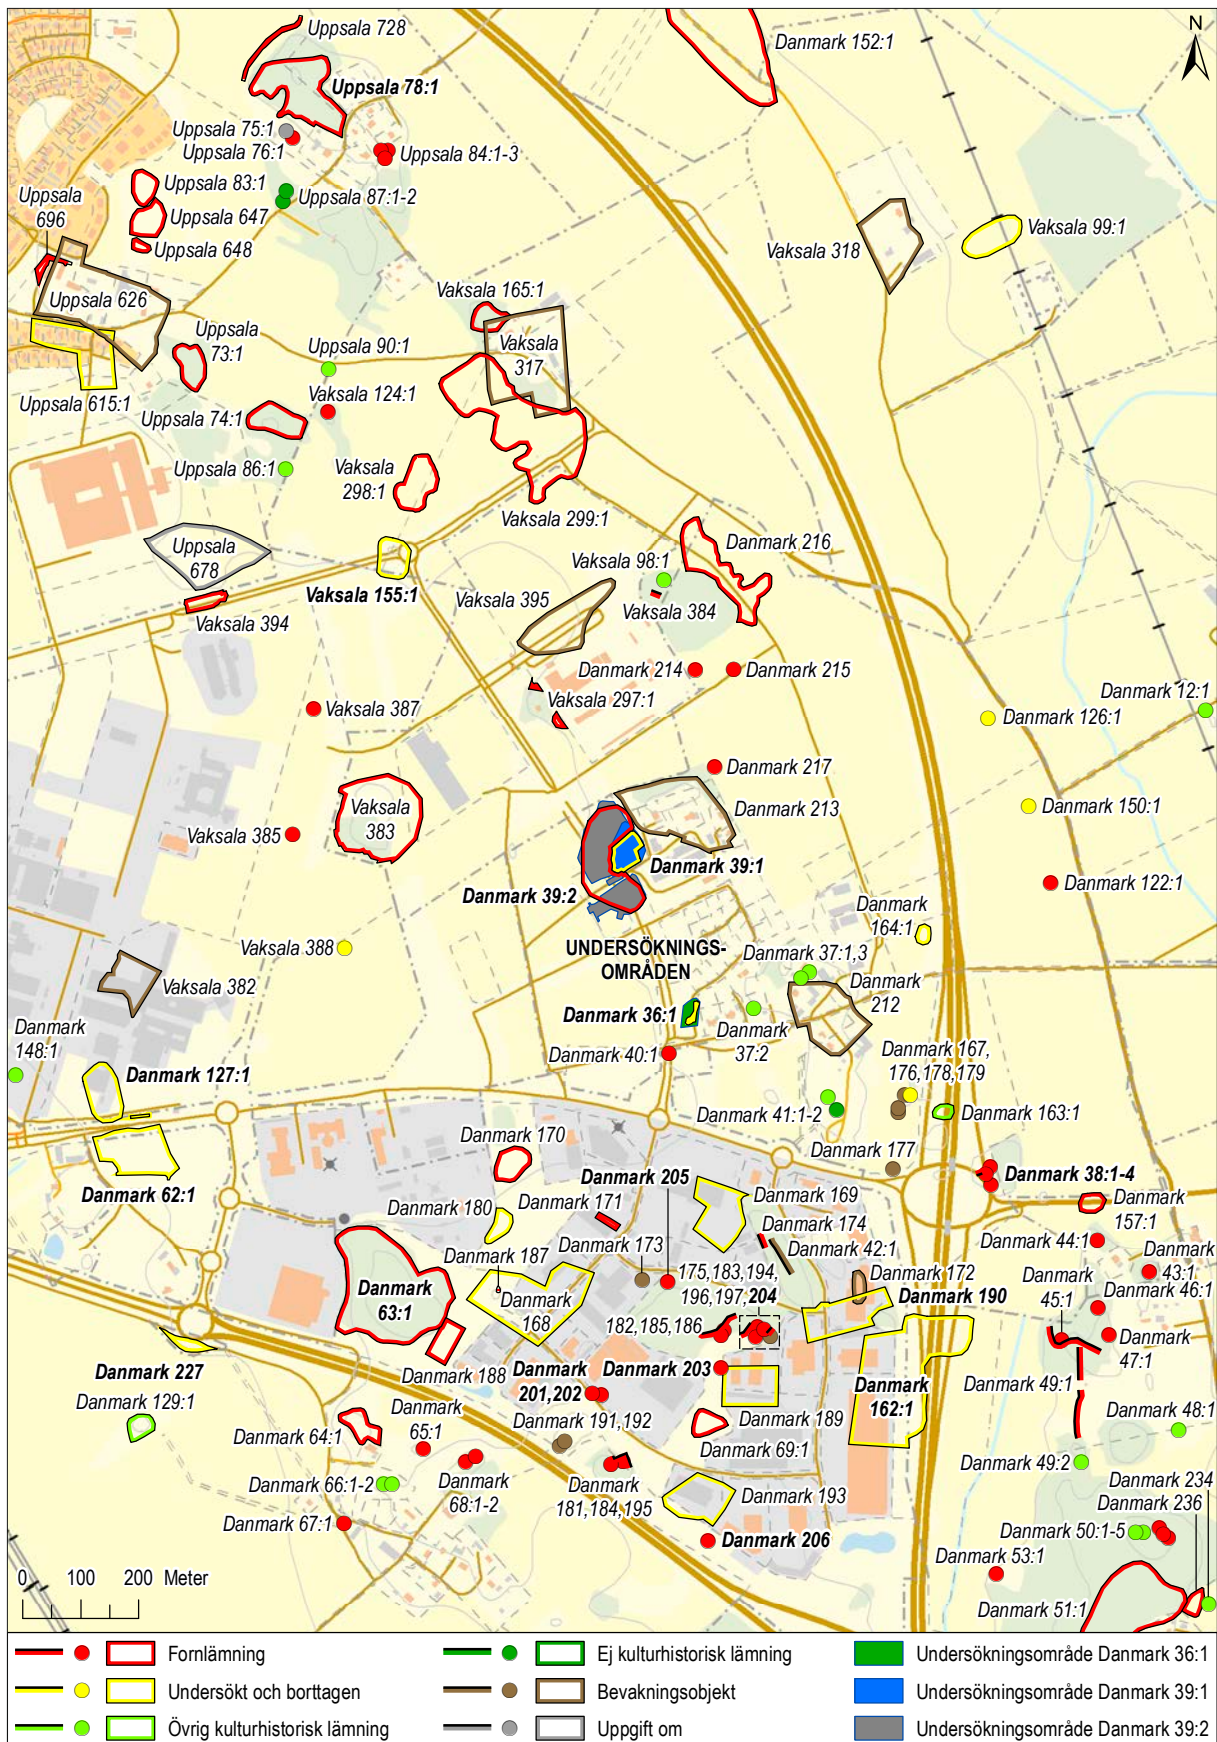 Uppsala 728
Danmark 152:1
N
Uppsala 78:1
Uppsala 75:1
Uppsala 76:1
Uppsala 84:1-3
Uppsala 83:1
Uppsala 87:1-2
Uppsala
696
Uppsala 647
Uppsala 648
Vaksala 99:1
Vaksala 318
Uppsala 626
Vaksala 165:1
Uppsala
73:1
Uppsala 90:1
Vaksala
317
Uppsala 615:1
Vaksala 124:1
Uppsala 74:1
Uppsala 86:1
Vaksala
298:1
Vaksala 299:1
Uppsala
678
Danmark 216
Vaksala 98:1
Vaksala 155:1
Vaksala 395
Vaksala 384
Vaksala 394
Danmark 214
Danmark 215
Vaksala 297:1
Danmark 12:1
Vaksala 387
Danmark 126:1
Danmark 217
Vaksala
383
Danmark 213
Danmark 150:1
Vaksala 385
Danmark 39:1
Danmark 122:1
Danmark 39:2
Danmark
164:1
Vaksala 388
UNDERSÖKNINGS-
OMRÅDEN
Danmark 37:1,3
Vaksala 382
Danmark
212
Danmark 36:1
Danmark
37:2
Danmark
148:1
Danmark 40:1
Danmark 167,
176,178,179
Danmark 127:1
Danmark 41:1-2
Danmark 163:1
Danmark 170
Danmark 177
Danmark 38:1-4
Danmark 62:1
Danmark 205
Danmark 169
Danmark 180
Danmark 171
Danmark
157:1
Danmark 174
Danmark 187
Danmark 173
Danmark 42:1
Danmark 44:1
Danmark
43:1
175,183,194,
196,197,204
Danmark 172
Danmark
45:1
Danmark 46:1
Danmark
63:1
Danmark
168
Danmark 190
182,185,186
Danmark
47:1
Danmark 227
Danmark
188
Danmark
201,202
Danmark 203
Danmark
162:1
Danmark
49:1
Danmark 129:1
Danmark 189
Danmark 48:1
Danmark
65:1
Danmark 191,192
Danmark 64:1
Danmark
69:1
Danmark 49:2
Danmark 66:1-2
Danmark
68:1-2
Danmark
181,184,195
Danmark 193
Danmark 234
Danmark 236
Danmark 67:1
Danmark 206
Danmark 50:1-5
Danmark 53:1
0 100 200 Meter
Danmark
51:1
Fornlämning
Ej kulturhistorisk lämning
Undersökningsområde Danmark 36:1
Undersökt och borttagen
Bevakningsobjekt
Undersökningsområde Danmark 39:1
Övrig kulturhistorisk lämning
Uppgift om
Undersökningsområde Danmark 39:2